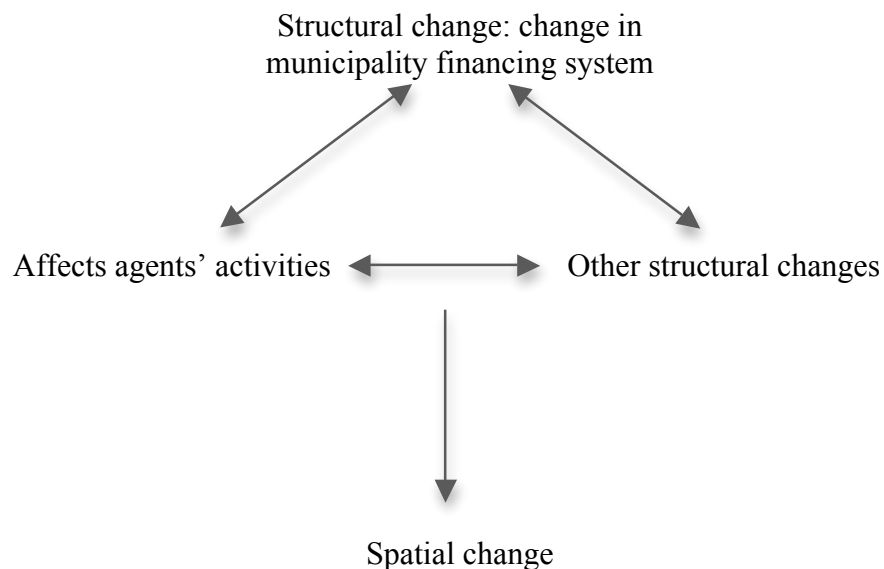 Structural change: change in
municipality financing system
Affects agents’ activities
Other structural changes
Spatial change